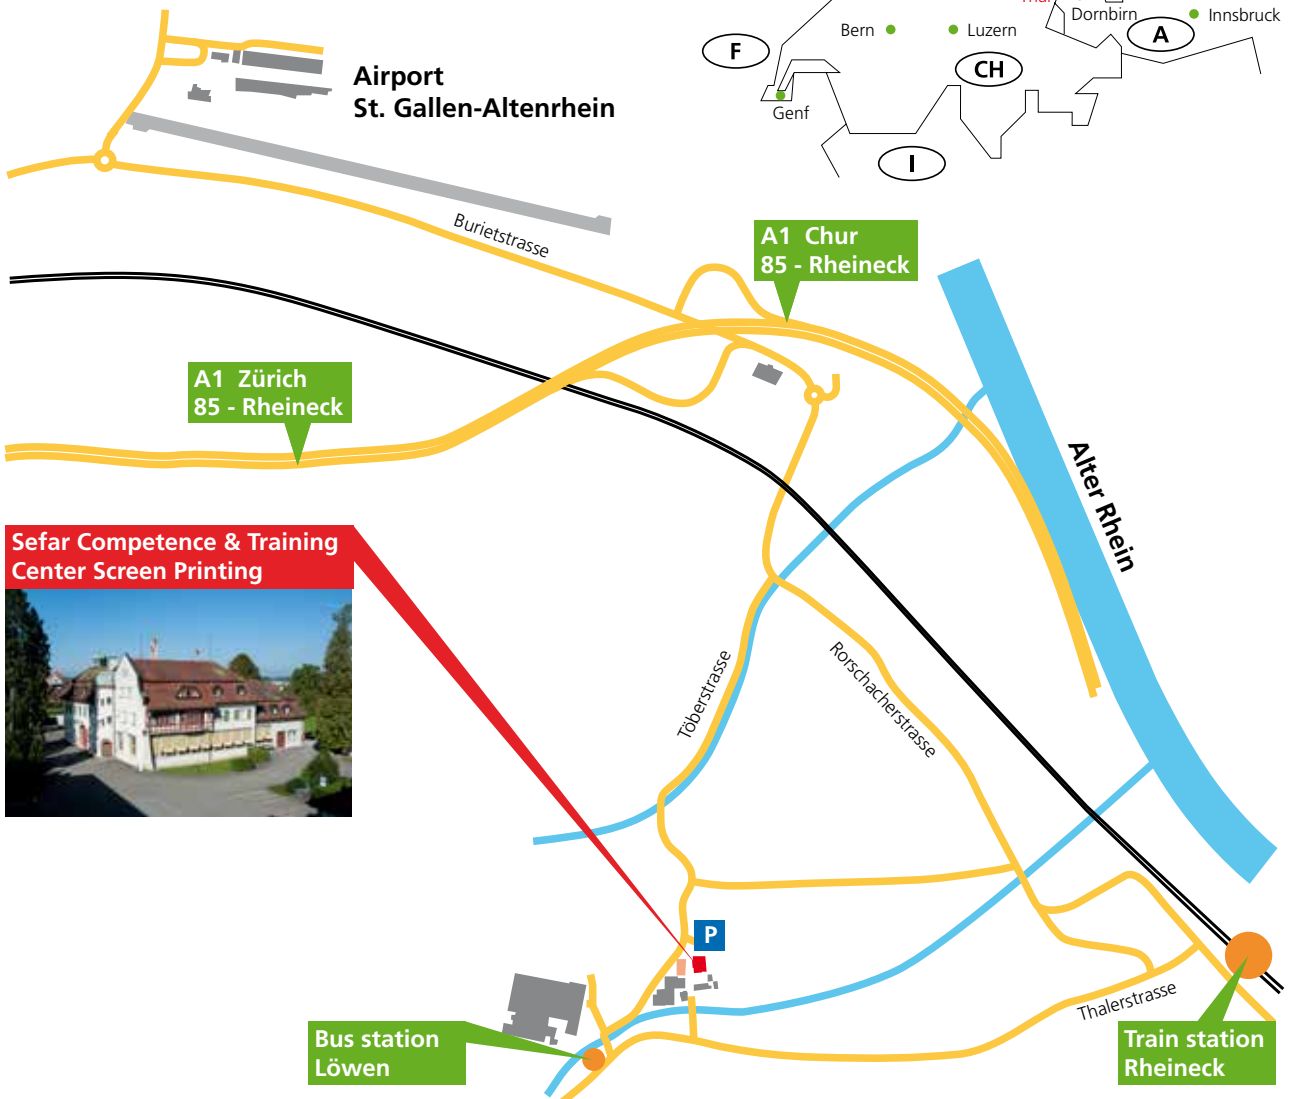 Thal
Dornbirn
Innsbruck
Bern
Luzern
A
F
CH
Genf
I
Airport
St. Gallen-Altenrhein
Burietstrasse
A1 Chur
85 - Rheineck
A1 Zürich
85 - Rheineck
Alter Rhein
Sefar Competence & Training
Center Screen Printing
Töberstrasse
Rorschacherstrasse
P
Thalerstrasse
Bus station
Löwen
Train station
Rheineck